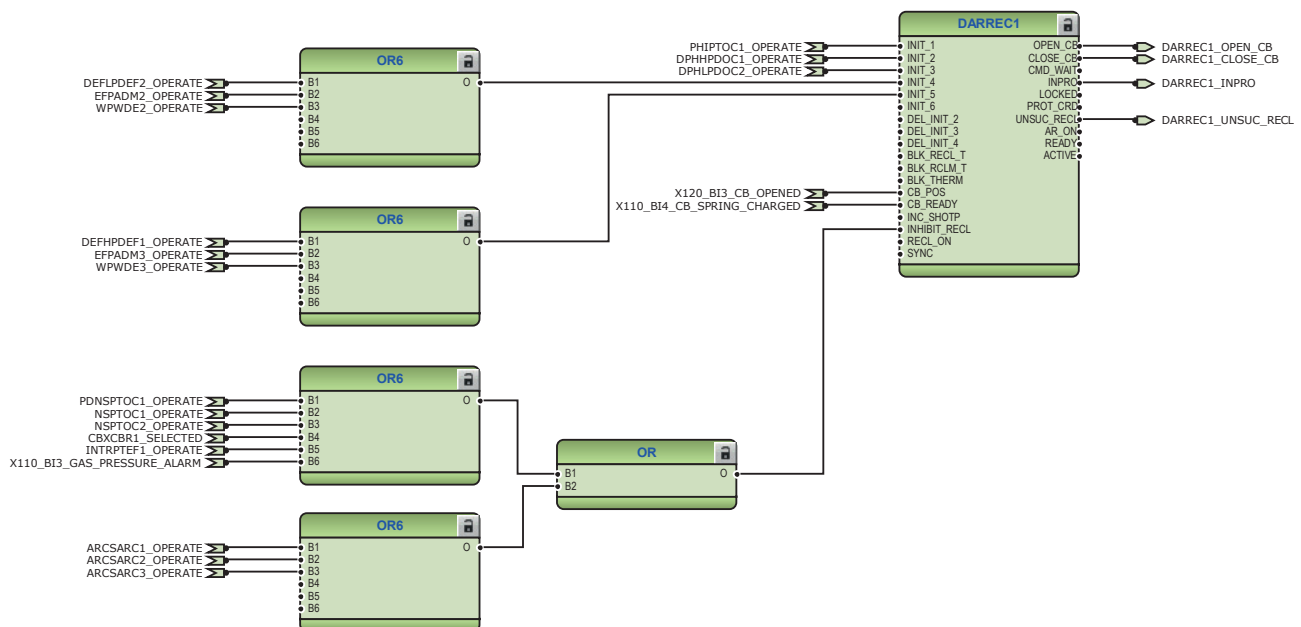 OR6
DEFLPDEF2_OPERATE
EFPADM2_OPERATE
WPWDE2_OPERATE
B1
B2
B3
B4
B5
B6
O
OR6
DEFHPDEF1_OPERATE
EFPADM3_OPERATE
WPWDE3_OPERATE
B1
B2
B3
B4
B5
B6
O
OR6
PDNSPTOC1_OPERATE
NSPTOC1_OPERATE
NSPTOC2_OPERATE
CBXCBR1_SELECTED
INTRPTEF1_OPERATE
X110_BI3_GAS_PRESSURE_ALARM
B1
B2
B3
B4
B5
B6
O
OR6
ARCSARC1_OPERATE
ARCSARC2_OPERATE
ARCSARC3_OPERATE
B1
B2
B3
B4
B5
B6
O
OR
B1
B2
O
DARREC1
PHIPTOC1_OPERATE
DPHHPDOC1_OPERATE
DPHLPDOC2_OPERATE
X120_BI3_CB_OPENED
X110_BI4_CB_SPRING_CHARGED
INIT_1
INIT_2
INIT_3
INIT_4
INIT_5
INIT_6
DEL_INIT_2
DEL_INIT_3
DEL_INIT_4
BLK_RECL_T
BLK_RCLM_T
BLK_THERM
CB_POS
CB_READY
INC_SHOTP
INHIBIT_RECL
RECL_ON
SYNC
OPEN_CB
CLOSE_CB
CMD_WAIT
INPRO
LOCKED
PROT_CRD
UNSUC_RECL
AR_ON
READY
ACTIVE
DARREC1_OPEN_CB
DARREC1_CLOSE_CB
DARREC1_INPRO
DARREC1_UNSUC_RECL